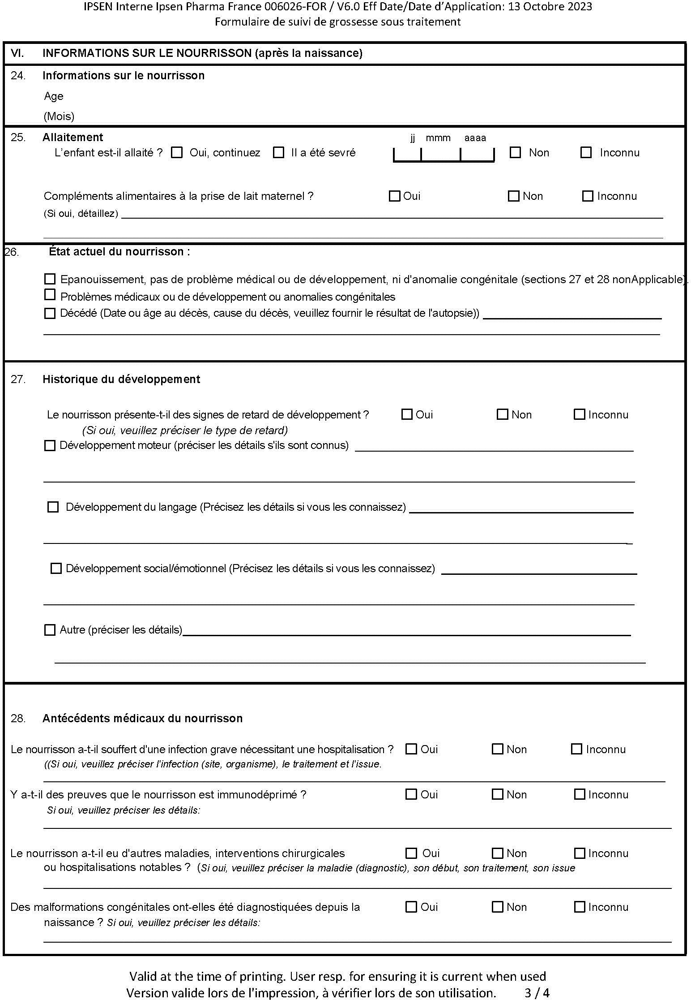 IPSEN Interne Ipsen Pharma France 006026-FOR / V6.0 Eff Date/Date d’Application: 13 Octobre 2023
Formulaire de suivi de grossesse sous traitement
VI. INFORMATIONS SUR LE NOURRISSON (après la naissance)
24. Informations sur le nourrisson
Age
(Mois)
25. Allaitement jj mmm aaaa
L’enfant est-il allaité ? Oui, continuez Il a été sevré Non Inconnu
Compléments alimentaires à la prise de lait maternel ? Oui Non Inconnu
(Si oui, détaillez)
26. État actuel du nourrisson :
Epanouissement, pas de problème médical ou de développement, ni d'anomalie congénitale (sections 27 et 28 nonApplicable).
Problèmes médicaux ou de développement ou anomalies congénitales
Décédé (Date ou âge au décès, cause du décès, veuillez fournir le résultat de l'autopsie))
27. Historique du développement
Le nourrisson présente-t-il des signes de retard de développement ? Oui Non Inconnu
(Si oui, veuillez préciser le type de retard)
Développement moteur (préciser les détails s'ils sont connus)
Développement du langage (Précisez les détails si vous les connaissez)
Développement social/émotionnel (Précisez les détails si vous les connaissez)
Autre (préciser les détails)
28. Antécédents médicaux du nourrisson
Le nourrisson a-t-il souffert d'une infection grave nécessitant une hospitalisation ? Oui Non Inconnu
((Si oui, veuillez préciser l'infection (site, organisme), le traitement et l'issue.
Y a-t-il des preuves que le nourrisson est immunodéprimé ? Oui Non Inconnu
Si oui, veuillez préciser les détails:
Le nourrisson a-t-il eu d'autres maladies, interventions chirurgicales Oui Non Inconnu
ou hospitalisations notables ? (Si oui, veuillez préciser la maladie (diagnostic), son début, son traitement, son issue
Des malformations congénitales ont-elles été diagnostiquées depuis la Oui Non Inconnu
naissance ? Si oui, veuillez préciser les détails:
Valid at the time of printing. User resp. for ensuring it is current when used
Version valide lors de l'impression, à vérifier lors de son utilisation. 3 / 4